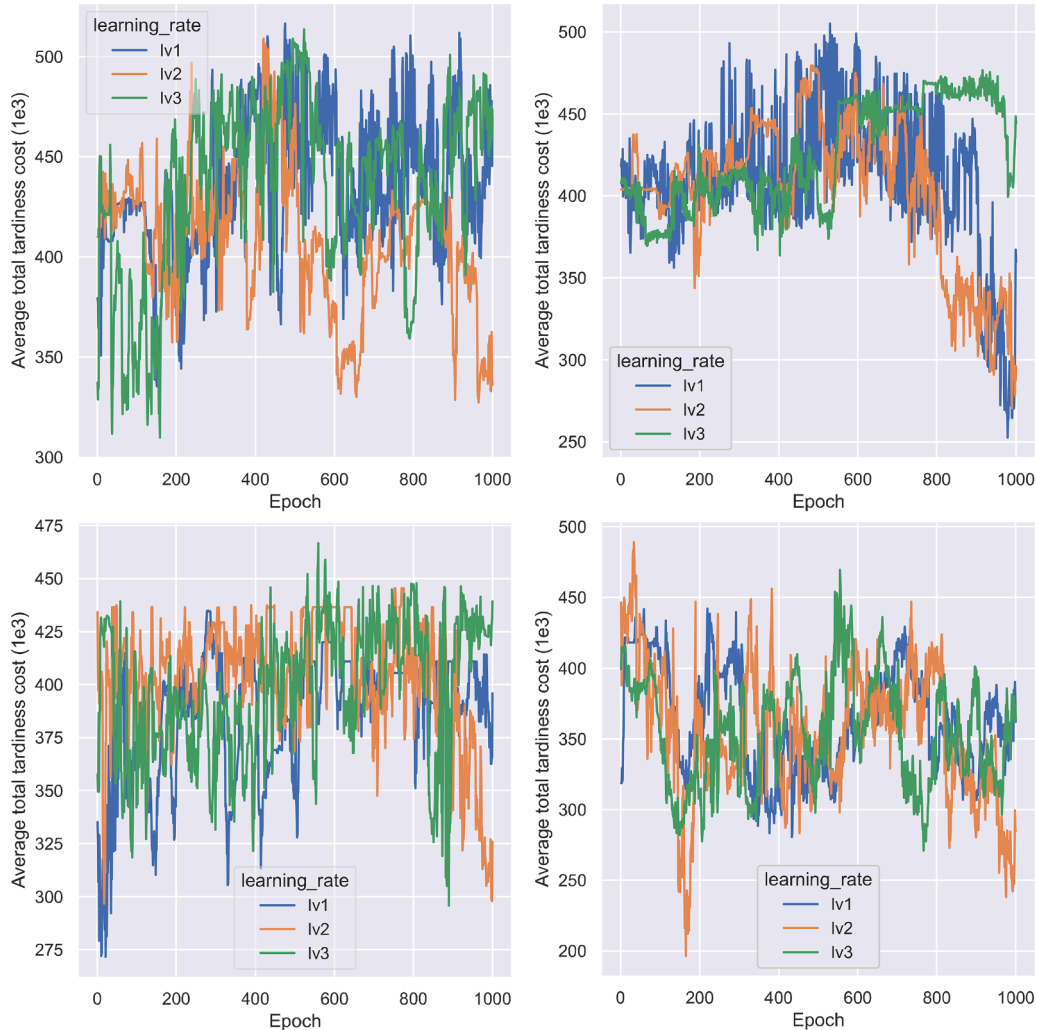 learning_rate
lv1
lv2
lv3
Average total tardiness cost (1e3)
500
450
400
350
300
0 200 400 600 800 1000
Epoch
Average total tardiness cost (1e3)
500
450
400
350
300
250
learning_rate
lv1
lv2
lv3
0 200 400 600 800 1000
Epoch
Average total tardiness cost (1e3)
475
450
425
400
375
350
325
300
275
learning_rate
lv1
lv2
lv3
0 200 400 600 800 1000
Epoch
Average total tardiness cost (1e3)
500
450
400
350
300
250
200
learning_rate
lv1
lv2
lv3
0 200 400 600 800 1000
Epoch